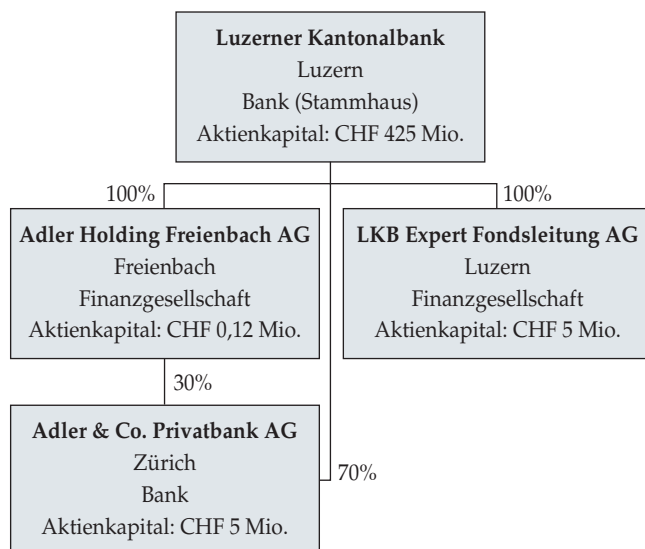 Luzerner Kantonalbank
Luzern
Bank (Stammhaus)
Aktienkapital: CHF 425 Mio.
100%
100%
Adler Holding Freienbach AG
Freienbach
Finanzgesellschaft
Aktienkapital: CHF 0,12 Mio.
LKB Expert Fondsleitung AG
Luzern
Finanzgesellschaft
Aktienkapital: CHF 5 Mio.
30%
Adler & Co. Privatbank AG
Zürich
Bank
Aktienkapital: CHF 5 Mio.
70%